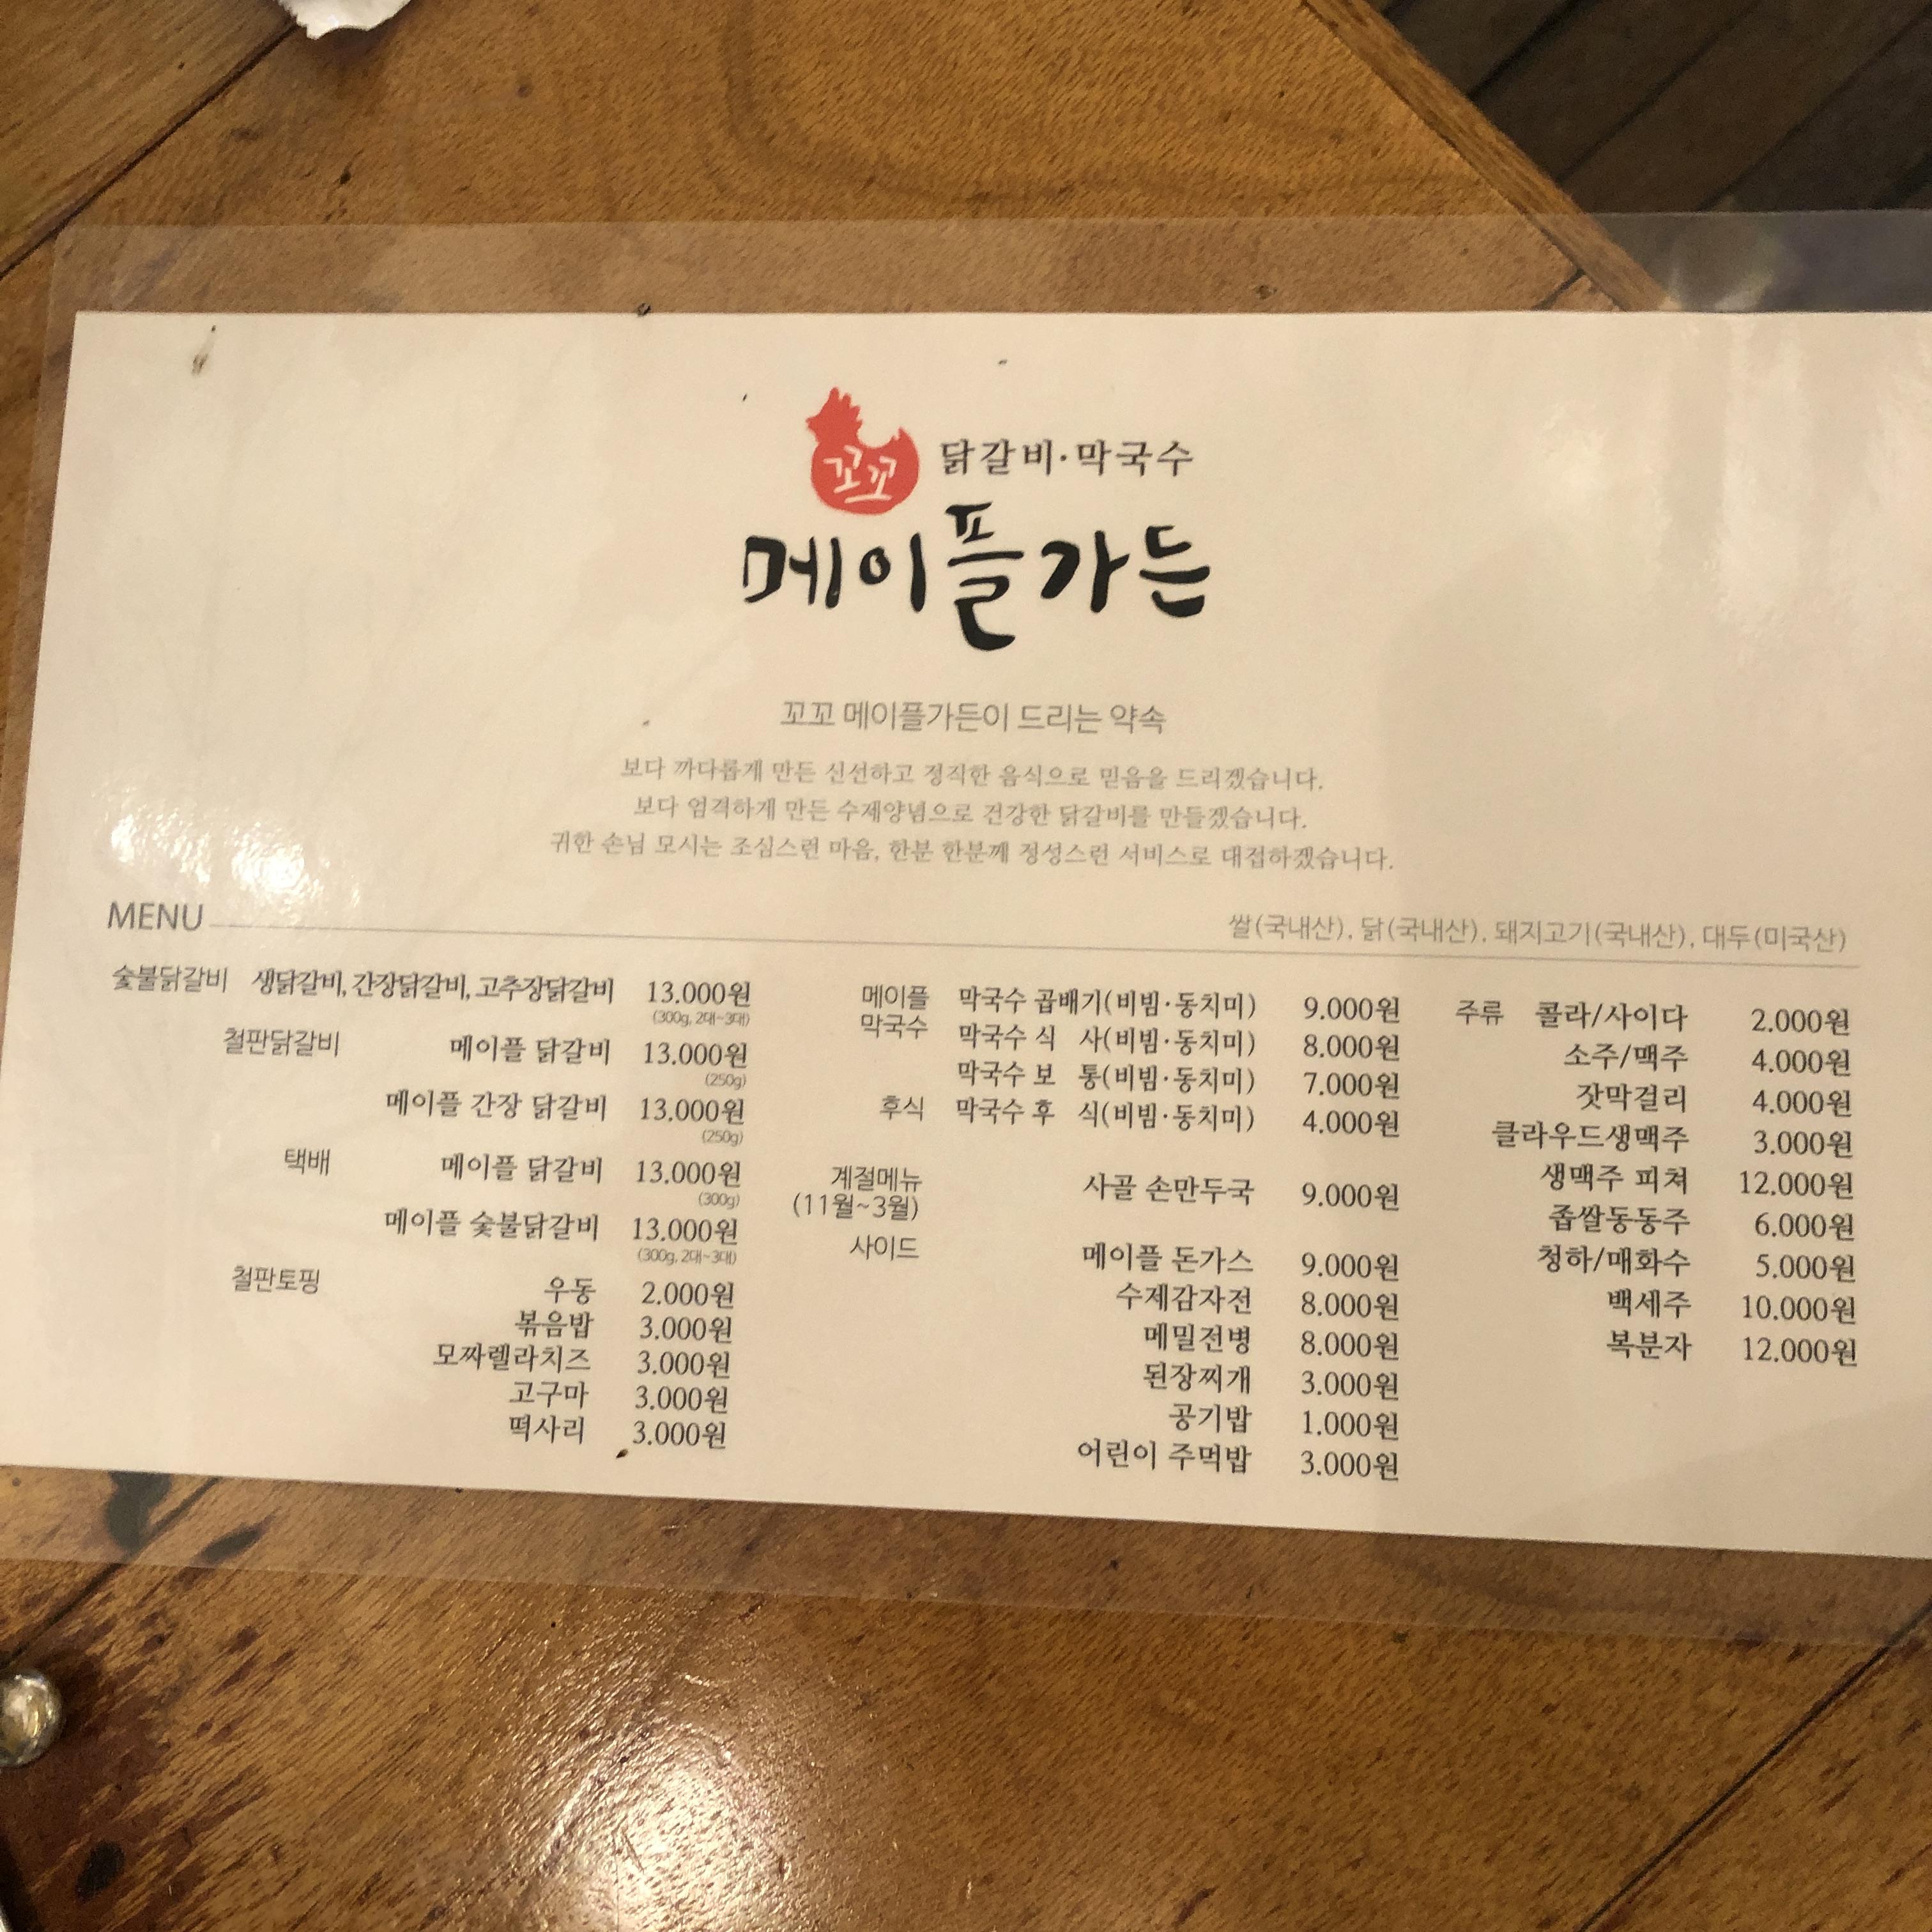 꼬꼬
닭갈비·막국수
메이플가든
꼬꼬 메이플가든이 드리는 약속
보다 까다롭게 만든 신선하고 정직한 음식으로 믿음을 드리겠습니다.
보다 엄격하게 만든 수제양념으로 건강한 닭갈비를 만들겠습니다.
귀한 손님 모시는 조심스런 마음, 한분 한분께 정성스런 서비스로 대접하겠습니다.
MENU
쌀(국내산), 닭(국내산), 돼지고기(국내산), 대두(미국산)
숯불닭갈비 생닭갈비, 간장닭갈비, 고추장닭갈비 13.000원
(300g, 2대~3대)
철판닭갈비 메이플 닭갈비 13.000원
(250g)
메이플 간장 닭갈비 13.000원
(250g)
택배 메이플 닭갈비 13.000원
(300g)
메이플 숯불닭갈비 13.000원
(300g, 2대~3대)
철판토핑 우동 2.000원
볶음밥 3.000원
모짜렐라치즈 3.000원
고구마 3.000원
떡사리 3.000원
메이플 막국수 곱배기(비빔·동치미) 9.000원
막국수 막국수 식 사(비빔·동치미) 8.000원
막국수 보 통(비빔·동치미) 7.000원
후식 막국수 후 식(비빔·동치미) 4.000원
계절메뉴 사골 손만두국 9.000원
(11월~3월)
사이드 메이플 돈가스 9.000원
수제감자전 8.000원
메밀전병 8.000원
된장찌개 3.000원
공기밥 1.000원
어린이 주먹밥 3.000원
주류 콜라/사이다 2.000원
소주/맥주 4.000원
잣막걸리 4.000원
클라우드생맥주 3.000원
생맥주 피쳐 12.000원
좁쌀동동주 6.000원
청하/매화수 5.000원
백세주 10.000원
복분자 12.000원